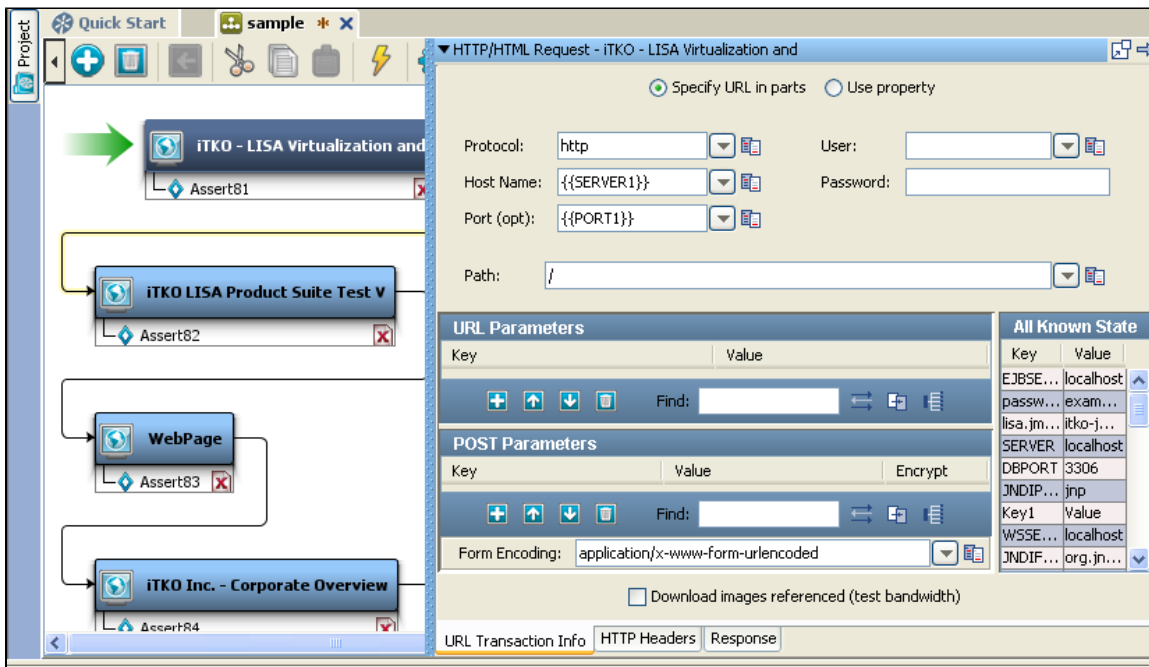 Project
Quick Start
sample
HTTP/HTML Request - iTKO - LISA Virtualization and
Specify URL in parts Use property
iTKO - LISA Virtualization and
Assert81
Protocol: http User:
Host Name: {{SERVER1}} Password:
Port (opt): {{PORT1}}
Path: /
iTKO LISA Product Suite Test V
Assert82
WebPage
Assert83
iTKO Inc. - Corporate Overview
Assert84
URL Parameters
Key Value
Find:
POST Parameters
Key Value Encrypt
Find:
Form Encoding: application/x-www-form-urlencoded
All Known State
Key Value
EJBSE... localhost
passw... exam...
lisa.jm... itko-j...
SERVER localhost
DBPORT 3306
JNDIP... jnp
Key1 Value
WSSE... localhost
JNDIF... org.jn...
Download images referenced (test bandwidth)
URL Transaction Info HTTP Headers Response